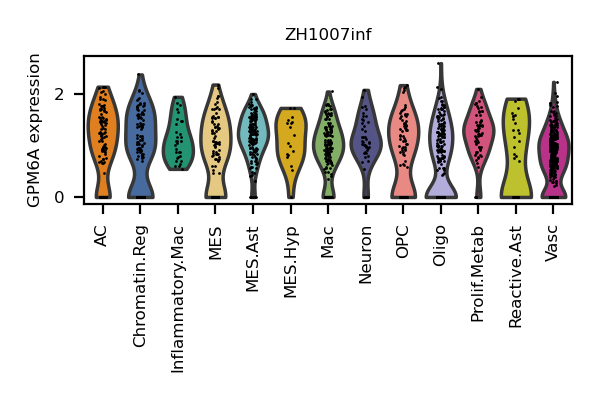 ZH1007inf
GPM6A expression
2
0
AC
Chromatin.Reg
Inflammatory.Mac
MES
MES.Ast
MES.Hyp
Mac
Neuron
OPC
Oligo
Prolif.Metab
Reactive.Ast
Vasc